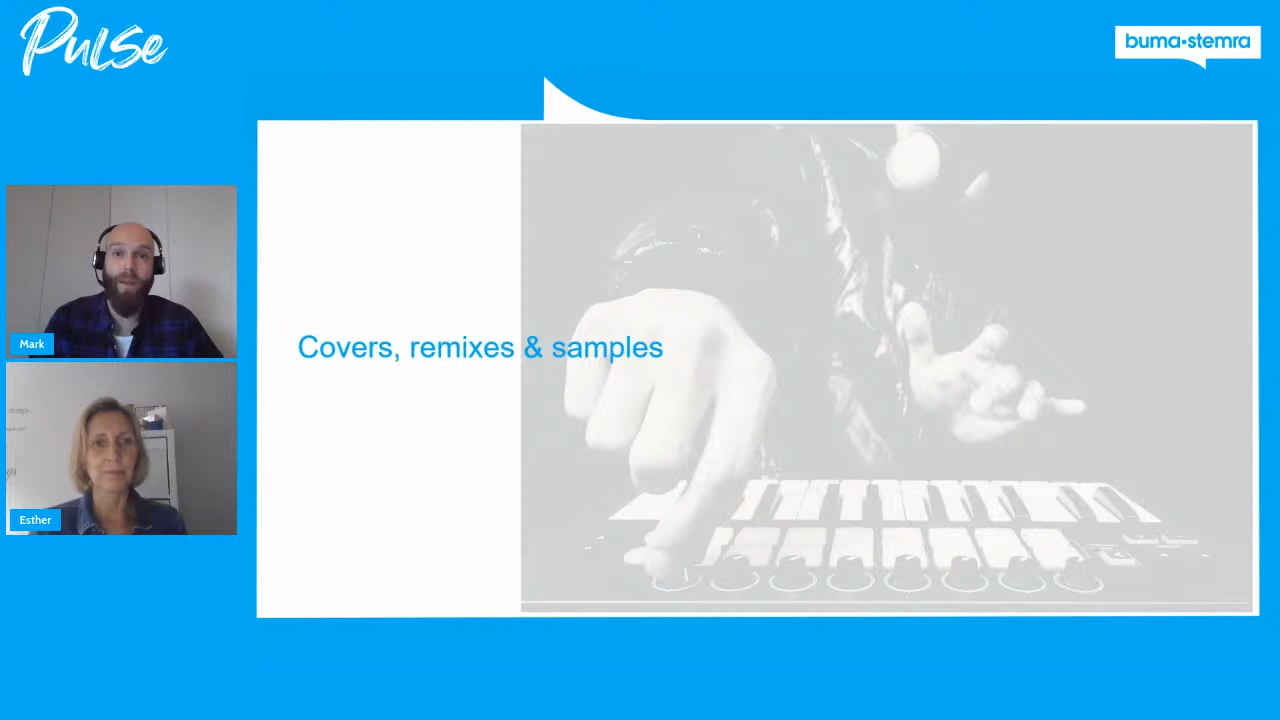 Pulse
buma•stemra
Mark
Covers, remixes & samples
Esther